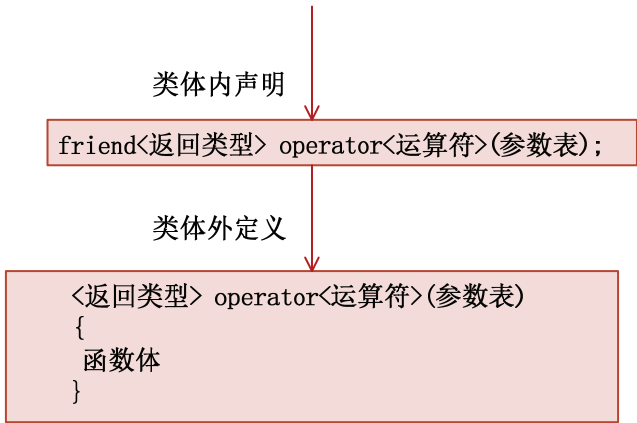 类体内声明
friend<返回类型> operator<运算符>(参数表);
类体外定义
<返回类型> operator<运算符>(参数表)
{
函数体
}